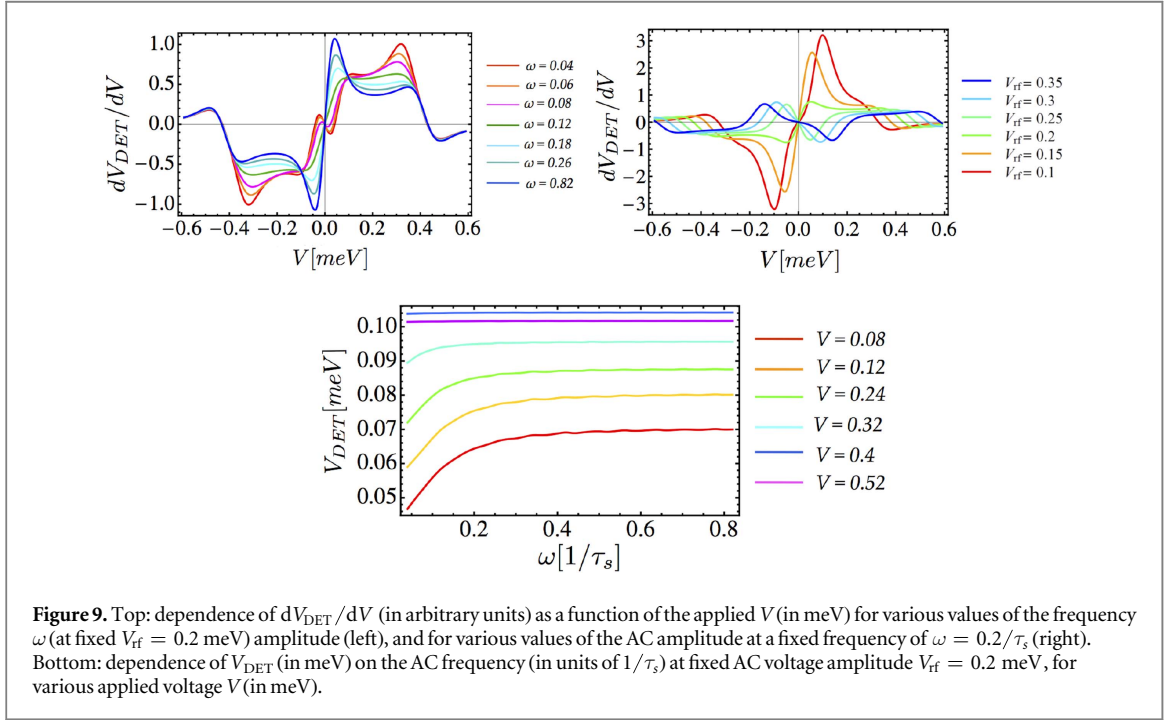 dV_DET/dV
1.0
0.5
0.0
−0.5
−1.0
−0.6 −0.4 −0.2 0.0 0.2 0.4 0.6
V[meV]
ω = 0.04
ω = 0.06
ω = 0.08
ω = 0.12
ω = 0.18
ω = 0.26
ω = 0.82
dV_DET/dV
3
2
1
0
−1
−2
−3
−0.6 −0.4 −0.2 0.0 0.2 0.4 0.6
V[meV]
V_rf = 0.35
V_rf = 0.3
V_rf = 0.25
V_rf = 0.2
V_rf = 0.15
V_rf = 0.1
V_DET[meV]
0.10
0.09
0.08
0.07
0.06
0.05
0.2 0.4 0.6 0.8
ω[1/τ_s]
V = 0.08
V = 0.12
V = 0.24
V = 0.32
V = 0.4
V = 0.52
Figure 9. Top: dependence of dV_DET/dV (in arbitrary units) as a function of the applied V (in meV) for various values of the frequency
ω (at fixed V_rf = 0.2 meV) amplitude (left), and for various values of the AC amplitude at a fixed frequency of ω = 0.2/τ_s (right).
Bottom: dependence of V_DET (in meV) on the AC frequency (in units of 1/τ_s) at fixed AC voltage amplitude V_rf = 0.2 meV, for
various applied voltage V (in meV).